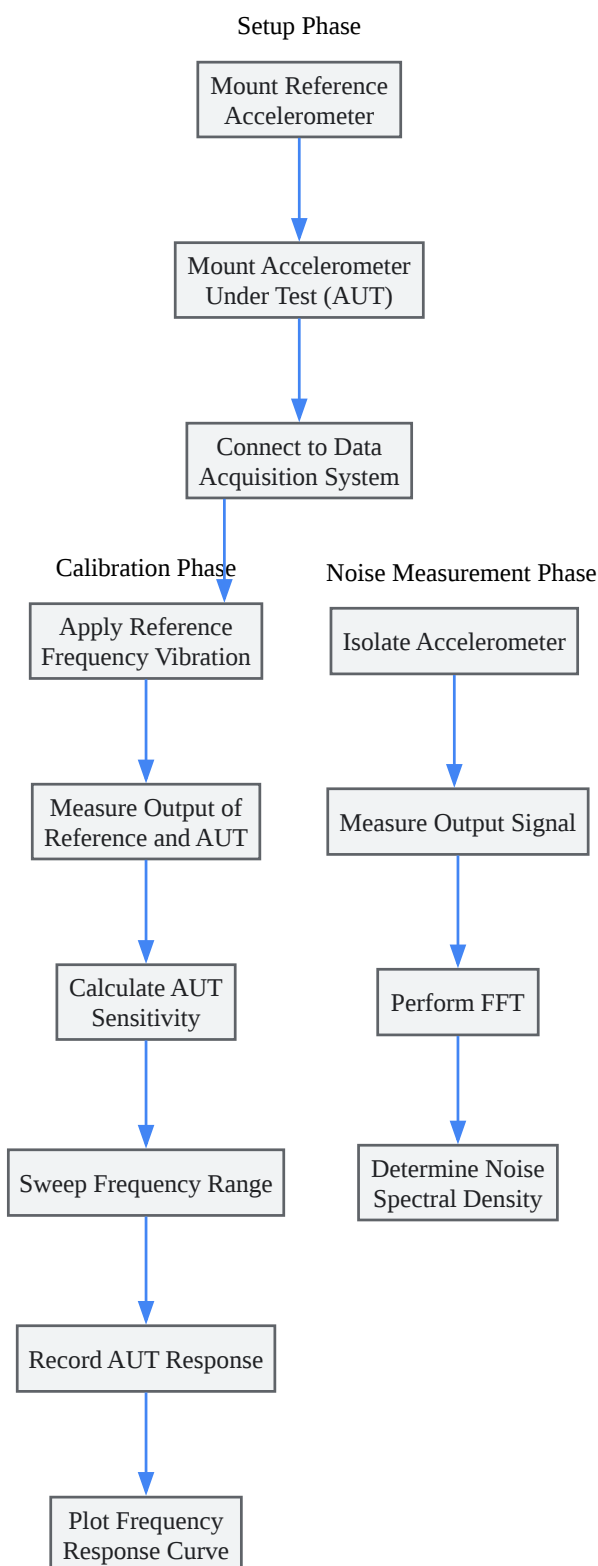 Setup Phase
Mount Reference
Accelerometer
Mount Accelerometer
Under Test (AUT)
Connect to Data
Acquisition System
Calibration Phase
Apply Reference
Frequency Vibration
Measure Output of
Reference and AUT
Calculate AUT
Sensitivity
Sweep Frequency Range
Record AUT Response
Plot Frequency
Response Curve
Noise Measurement Phase
Isolate Accelerometer
Measure Output Signal
Perform FFT
Determine Noise
Spectral Density